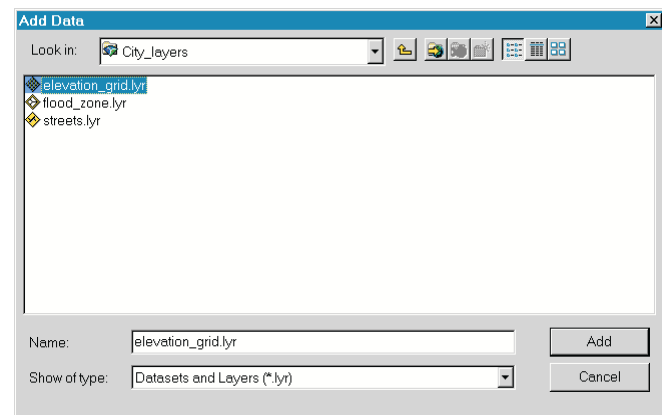 Add Data
Look in: City_layers
elevation_grid.lyr
flood_zone.lyr
streets.lyr
Name: elevation_grid.lyr Add
Show of type: Datasets and Layers (*.lyr) Cancel